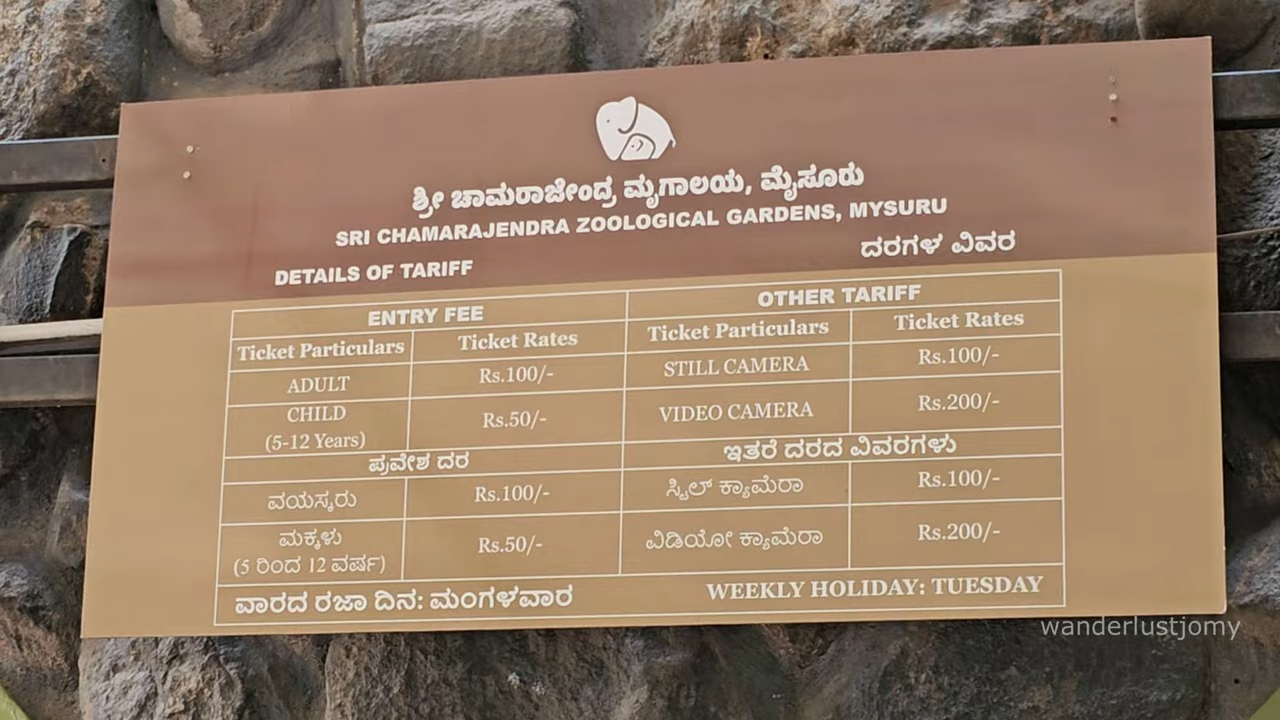 ಶ್ರೀ ಚಾಮರಾಜೇಂದ್ರ ಮೃಗಾಲಯ, ಮೈಸೂರು
SRI CHAMARAJENDRA ZOOLOGICAL GARDENS, MYSURU
DETAILS OF TARIFF ದರಗಳ ವಿವರ
ENTRY FEE OTHER TARIFF
Ticket Particulars Ticket Rates Ticket Particulars Ticket Rates
ADULT Rs.100/- STILL CAMERA Rs.100/-
CHILD
(5-12 Years) Rs.50/- VIDEO CAMERA Rs.200/-
ಪ್ರವೇಶ ದರ ಇತರೆ ದರದ ವಿವರಗಳು
ವಯಸ್ಕರು Rs.100/- ಸ್ಟಿಲ್ ಕ್ಯಾಮೆರಾ Rs.100/-
ಮಕ್ಕಳು
(5 ರಿಂದ 12 ವರ್ಷ) Rs.50/- ವಿಡಿಯೋ ಕ್ಯಾಮೆರಾ Rs.200/-
ವಾರದ ರಜಾ ದಿನ: ಮಂಗಳವಾರ WEEKLY HOLIDAY: TUESDAY
wanderlustjomy